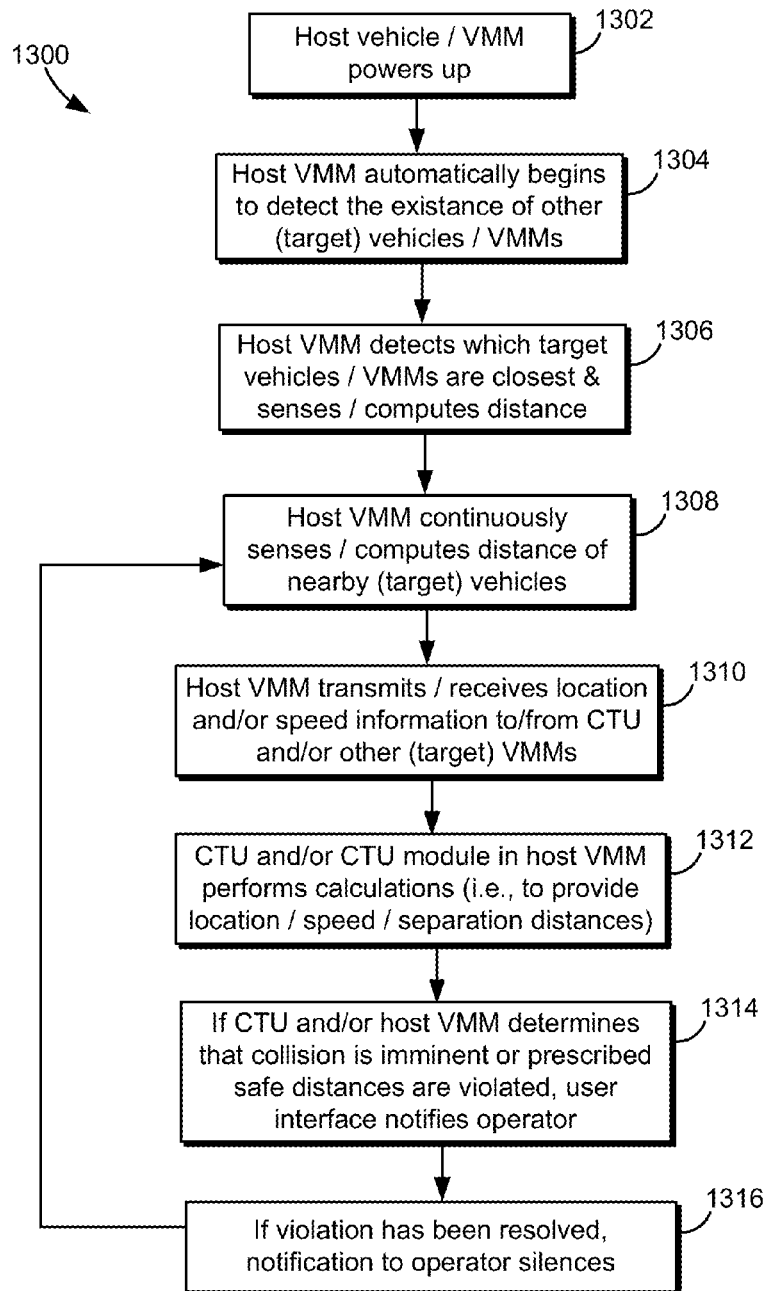 1300
Host vehicle / VMM
powers up
1302
Host VMM automatically begins
to detect the existance of other
(target) vehicles / VMMs
1304
Host VMM detects which target
vehicles / VMMs are closest &
senses / computes distance
1306
Host VMM continuously
senses / computes distance of
nearby (target) vehicles
1308
Host VMM transmits / receives location
and/or speed information to/from CTU
and/or other (target) VMMs
1310
CTU and/or CTU module in host VMM
performs calculations (i.e., to provide
location / speed / separation distances)
1312
If CTU and/or host VMM determines
that collision is imminent or prescribed
safe distances are violated, user
interface notifies operator
1314
If violation has been resolved,
notification to operator silences
1316